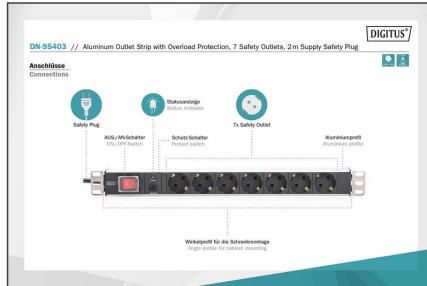 DIGITUS®
DN-95403 // Aluminum Outlet Strip with Overload Protection, 7 Safety Outlets, 2 m Supply Safety Plug
Anschlüsse
Connections
Safety Plug
Statusanzeige
Status indicator
7x Safety Outlet
AUS-/AN-Schalter
ON/OFF-Switch
Schutz-Schalter
Protect switch
Aluminiumprofil
Aluminium profile
Winkelprofil für die Schrankmontage
Angle profile for cabinet mounting